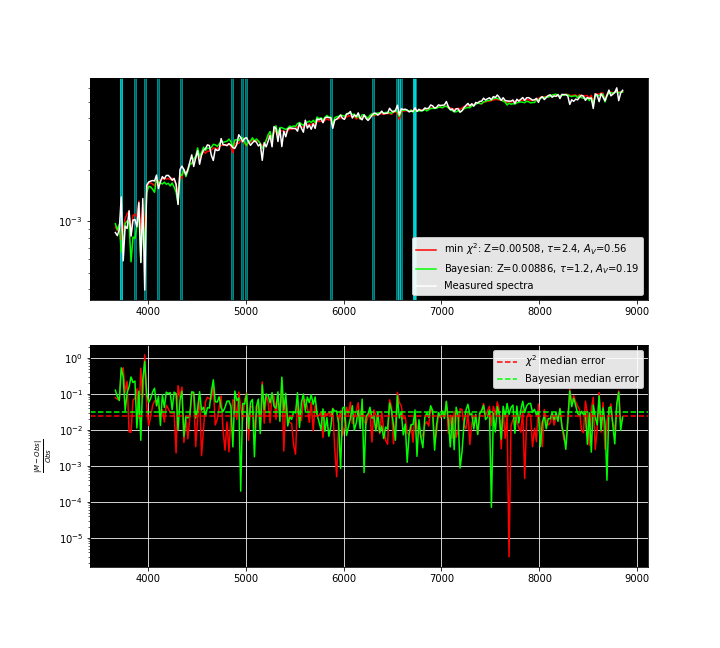 10⁻³
min χ²: Z=0.00508, τ=2.4, A_V=0.56
Bayesian: Z=0.00886, τ=1.2, A_V=0.19
Measured spectra
4000 5000 6000 7000 8000 9000
10⁰
10⁻¹
10⁻²
10⁻³
10⁻⁴
10⁻⁵
|M − Obs|
Obs
χ² median error
Bayesian median error
4000 5000 6000 7000 8000 9000